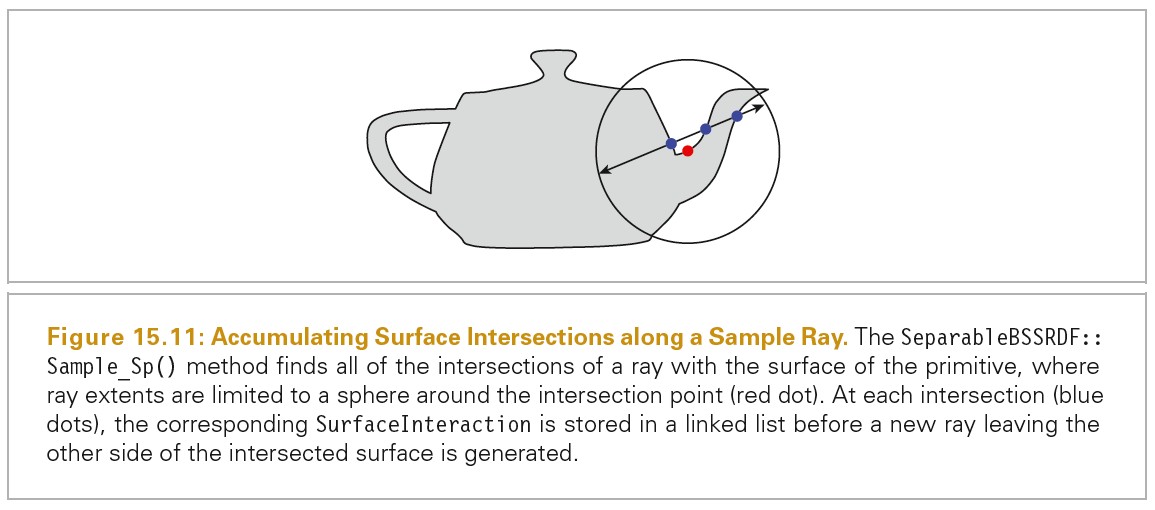 Figure 15.11: Accumulating Surface Intersections along a Sample Ray. The SeparableBSSRDF::
Sample_Sp() method finds all of the intersections of a ray with the surface of the primitive, where
ray extents are limited to a sphere around the intersection point (red dot). At each intersection (blue
dots), the corresponding SurfaceInteraction is stored in a linked list before a new ray leaving the
other side of the intersected surface is generated.